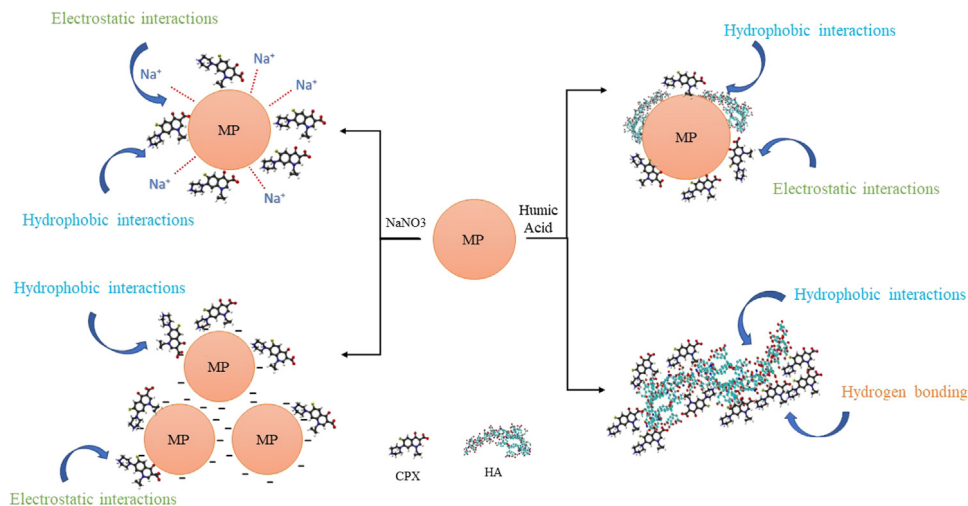 Electrostatic interactions
Hydrophobic interactions
Na⁺
Na⁺
Na⁺
Na⁺
MP
Na⁺
Na⁺
Hydrophobic interactions
MP
Electrostatic interactions
NaNO3
MP
Humic
Acid
Hydrophobic interactions
MP
MP
MP
Electrostatic interactions
Hydrophobic interactions
Hydrogen bonding
CPX
HA